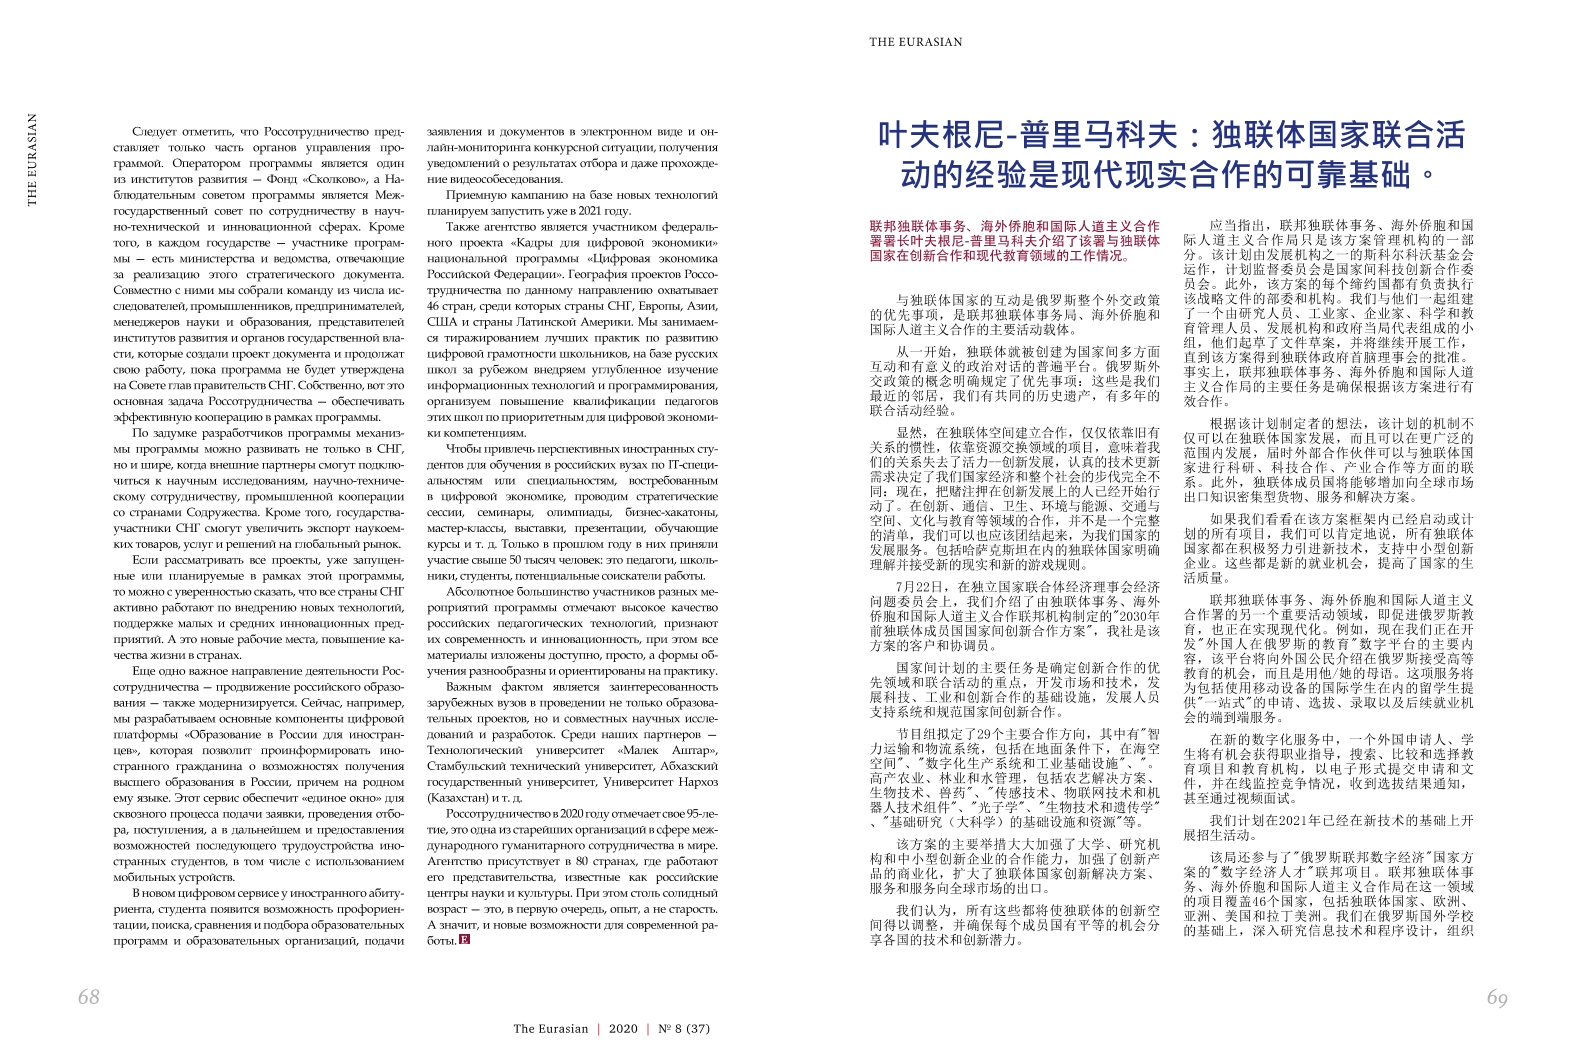 THE EURASIAN
Следует отметить, что Россотрудничество пред-
ставляет только часть органов управления про-
граммой. Оператором программы является один
из институтов развития — Фонд «Сколково», а На-
блюдательным советом программы является Меж-
государственный совет по сотрудничеству в науч-
но-технической и инновационной сферах. Кроме
того, в каждом государстве — участнике програм-
мы — есть министерства и ведомства, отвечающие
за реализацию этого стратегического документа.
Совместно с ними мы собрали команду из числа ис-
следователей, промышленников, предпринимателей,
менеджеров науки и образования, представителей
институтов развития и органов государственной вла-
сти, которые создали проект документа и продолжат
свою работу, пока программа не будет утверждена
на Совете глав правительств СНГ. Собственно, вот это
основная задача Россотрудничества — обеспечивать
эффективную кооперацию в рамках программы.
По задумке разработчиков программы механиз-
мы программы можно развивать не только в СНГ,
но и шире, когда внешние партнеры смогут подклю-
читься к научным исследованиям, научно-техниче-
скому сотрудничеству, промышленной кооперации
со странами Содружества. Кроме того, государства-
участники СНГ смогут увеличить экспорт наукоем-
ких товаров, услуг и решений на глобальный рынок.
Если рассматривать все проекты, уже запущен-
ные или планируемые в рамках этой программы,
то можно с уверенностью сказать, что все страны СНГ
активно работают по внедрению новых технологий,
поддержке малых и средних инновационных пред-
приятий. А это новые рабочие места, повышение ка-
чества жизни в странах.
Еще одно важное направление деятельности Рос-
сотрудничества — продвижение российского образо-
вания — также модернизируется. Сейчас, например,
мы разрабатываем основные компоненты цифровой
платформы «Образование в России для иностран-
цев», которая позволит проинформировать ино-
странного гражданина о возможностях получения
высшего образования в России, причем на родном
ему языке. Этот сервис обеспечит «единое окно» для
сквозного процесса подачи заявки, проведения отбо-
ра, поступления, а в дальнейшем и предоставления
возможностей последующего трудоустройства ино-
странных студентов, в том числе с использованием
мобильных устройств.
В новом цифровом сервисе у иностранного абиту-
риента, студента появится возможность профориен-
тации, поиска, сравнения и подбора образовательных
программ и образовательных организаций, подачи
заявления и документов в электронном виде и он-
лайн-мониторинга конкурсной ситуации, получения
уведомлений о результатах отбора и даже прохожде-
ние видеособеседования.
Приемную кампанию на базе новых технологий
планируем запустить уже в 2021 году.
Также агентство является участником федераль-
ного проекта «Кадры для цифровой экономики»
национальной программы «Цифровая экономика
Российской Федерации». География проектов Россо-
трудничества по данному направлению охватывает
46 стран, среди которых страны СНГ, Европы, Азии,
США и страны Латинской Америки. Мы занимаем-
ся тиражированием лучших практик по развитию
цифровой грамотности школьников, на базе русских
школ за рубежом внедряем углубленное изучение
информационных технологий и программирования,
организуем повышение квалификации педагогов
этих школ по приоритетным для цифровой экономи-
ки компетенциям.
Чтобы привлечь перспективных иностранных сту-
дентов для обучения в российских вузах по IT-специ-
альностям или специальностям, востребованным
в цифровой экономике, проводим стратегические
сессии, семинары, олимпиады, бизнес-хакатоны,
мастер-классы, выставки, презентации, обучающие
курсы и т. д. Только в прошлом году в них приняли
участие свыше 50 тысяч человек: это педагоги, школь-
ники, студенты, потенциальные соискатели работы.
Абсолютное большинство участников разных ме-
роприятий программы отмечают высокое качество
российских педагогических технологий, признают
их современность и инновационность, при этом все
материалы изложены доступно, просто, а формы об-
учения разнообразны и ориентированы на практику.
Важным фактом является заинтересованность
зарубежных вузов в проведении не только образова-
тельных проектов, но и совместных научных иссле-
дований и разработок. Среди наших партнеров —
Технологический университет «Малек Аштар»,
Стамбульский технический университет, Абхазский
государственный университет, Университет Нархоз
(Казахстан) и т. д.
Россотрудничество в 2020 году отмечает свое 95-ле-
тие, это одна из старейших организаций в сфере меж-
дународного гуманитарного сотрудничества в мире.
Агентство присутствует в 80 странах, где работают
его представительства, известные как российские
центры науки и культуры. При этом столь солидный
возраст — это, в первую очередь, опыт, а не старость.
А значит, и новые возможности для современной ра-
боты. E
68
The Eurasian | 2020 | № 8 (37)
THE EURASIAN
叶夫根尼-普里马科夫：独联体国家联合活
动的经验是现代现实合作的可靠基础。
联邦独联体事务、海外侨胞和国际人道主义合作
署署长叶夫根尼-普里马科夫介绍了该署与独联体
国家在创新合作和现代教育领域的工作情况。
与独联体国家的互动是俄罗斯整个外交政策
的优先事项，是联邦独联体事务局、海外侨胞和
国际人道主义合作的主要活动载体。
从一开始，独联体就被创建为国家间多方面
互动和有意义的政治对话的普遍平台。俄罗斯外
交政策的概念明确规定了优先事项：这些是我们
最近的邻居，我们有共同的历史遗产，有多年的
联合活动经验。
显然，在独联体空间建立合作，仅仅依靠旧有
关系的惯性，依靠资源交换领域的项目，意味着我
们的关系失去了活力--创新发展，认真的技术更新
需求决定了我们国家经济和整个社会的步伐完全不
同：现在，把赌注押在创新发展上的人已经开始行
动了。在创新、通信、卫生、环境与能源、交通与
空间、文化与教育等领域的合作，并不是一个完整
的清单，我们可以也应该团结起来，为我们国家的
发展服务。包括哈萨克斯坦在内的独联体国家明确
理解并接受新的现实和新的游戏规则。
7月22日，在独立国家联合体经济理事会经济
问题委员会上，我们介绍了由独联体事务、海外
侨胞和国际人道主义合作联邦机构制定的"2030年
前独联体成员国国家间创新合作方案"，我社是该
方案的客户和协调员。
国家间计划的主要任务是确定创新合作的优
先领域和联合活动的重点，开发市场和技术，发
展科技、工业和创新合作的基础设施，发展人员
支持系统和规范国家间创新合作。
节目组拟定了29个主要合作方向，其中有"智
力运输和物流系统，包括在地面条件下，在海空
空间"、"数字化生产系统和工业基础设施"、"。
高产农业、林业和水管理，包括农艺解决方案、
生物技术、兽药"、"传感技术、物联网技术和机
器人技术组件"、"光子学"、"生物技术和遗传学"
、"基础研究（大科学）的基础设施和资源"等。
该方案的主要举措大大加强了大学、研究机
构和中小型创新企业的合作能力，加强了创新产
品的商业化，扩大了独联体国家创新解决方案、
服务和服务向全球市场的出口。
我们认为，所有这些都将使独联体的创新空
间得以调整，并确保每个成员国有平等的机会分
享各国的技术和创新潜力。
应当指出，联邦独联体事务、海外侨胞和国
际人道主义合作局只是该方案管理机构的一部
分。该计划由发展机构之一的斯科尔科沃基金会
运作，计划监督委员会是国家间科技创新合作委
员会。此外，该方案的每个缔约国都有负责执行
该战略文件的部委和机构。我们与他们一起组建
了一个由研究人员、工业家、企业家、科学和教
育管理人员、发展机构和政府当局代表组成的小
组，他们起草了文件草案，并将继续开展工作，
直到该方案得到独联体政府首脑理事会的批准。
事实上，联邦独联体事务、海外侨胞和国际人道
主义合作局的主要任务是确保根据该方案进行有
效合作。
根据该计划制定者的想法，该计划的机制不
仅可以在独联体国家发展，而且可以在更广泛的
范围内发展，届时外部合作伙伴可以与独联体国
家进行科研、科技合作、产业合作等方面的联
系。此外，独联体成员国将能够增加向全球市场
出口知识密集型货物、服务和解决方案。
如果我们看看在该方案框架内已经启动或计
划的所有项目，我们可以肯定地说，所有独联体
国家都在积极努力引进新技术，支持中小型创新
企业。这些都是新的就业机会，提高了国家的生
活质量。
联邦独联体事务、海外侨胞和国际人道主义
合作署的另一个重要活动领域，即促进俄罗斯教
育，也正在实现现代化。例如，现在我们正在开
发"外国人在俄罗斯的教育"数字平台的主要内
容，该平台将向外国公民介绍在俄罗斯接受高等
教育的机会，而且是用他/她的母语。这项服务将
为包括使用移动设备的国际学生在内的留学生提
供"一站式"的申请、选拔、录取以及后续就业机
会的端到端服务。
在新的数字化服务中，一个外国申请人、学
生将有机会获得职业指导，搜索、比较和选择教
育项目和教育机构，以电子形式提交申请和文
件，并在线监控竞争情况，收到选拔结果通知，
甚至通过视频面试。
我们计划在2021年已经在新技术的基础上开
展招生活动。
该局还参与了"俄罗斯联邦数字经济"国家方
案的"数字经济人才"联邦项目。联邦独联体事
务、海外侨胞和国际人道主义合作局在这一领域
的项目覆盖46个国家，包括独联体国家、欧洲、
亚洲、美国和拉丁美洲。我们在俄罗斯国外学校
的基础上，深入研究信息技术和程序设计，组织
69